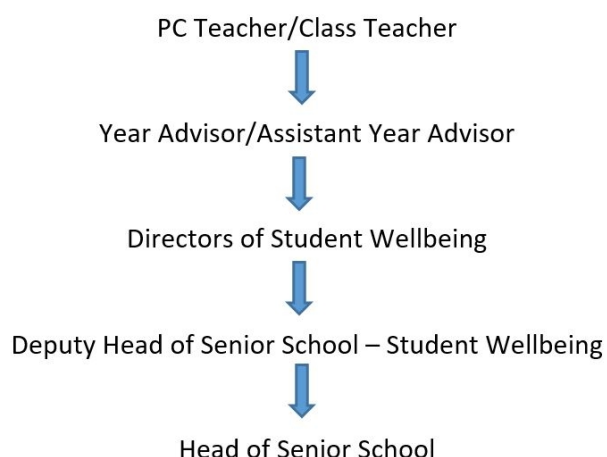 PC Teacher/Class Teacher
Year Advisor/Assistant Year Advisor
Directors of Student Wellbeing
Deputy Head of Senior School – Student Wellbeing
Head of Senior School